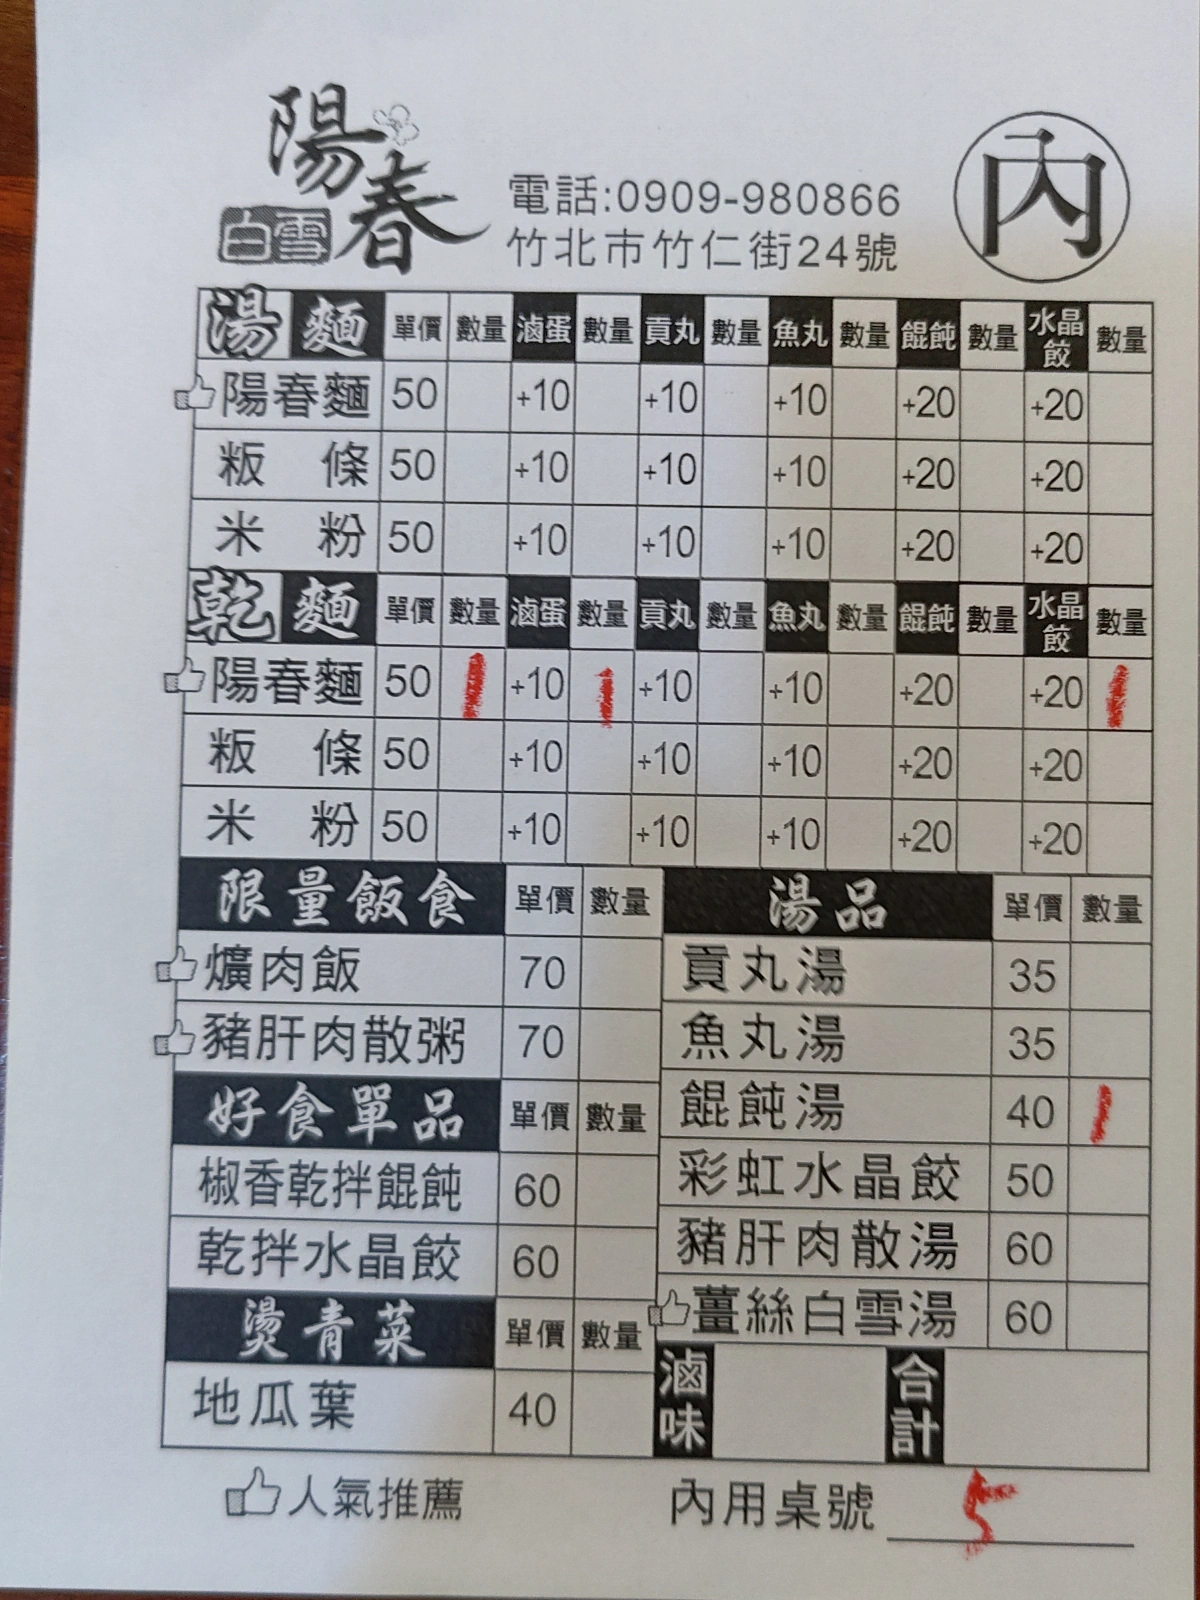 陽春
白雪
電話:0909-980866
竹北市竹仁街24號
內
湯麵 單價 數量 滷蛋 數量 貢丸 數量 魚丸 數量 餛飩 數量 水晶餃 數量
陽春麵 50 +10 +10 +10 +20 +20
粄條 50 +10 +10 +10 +20 +20
米粉 50 +10 +10 +10 +20 +20
乾麵 單價 數量 滷蛋 數量 貢丸 數量 魚丸 數量 餛飩 數量 水晶餃 數量
陽春麵 50 1 +10 1 +10 +10 +20 +20 1
粄條 50 +10 +10 +10 +20 +20
米粉 50 +10 +10 +10 +20 +20
限量飯食 單價 數量
爌肉飯 70
豬肝肉散粥 70
好食單品 單價 數量
椒香乾拌餛飩 60
乾拌水晶餃 60
燙青菜 單價 數量
地瓜葉 40
湯品 單價 數量
貢丸湯 35
魚丸湯 35
餛飩湯 40 1
彩虹水晶餃 50
豬肝肉散湯 60
薑絲白雪湯 60
滷味 合計
人氣推薦
內用桌號 5